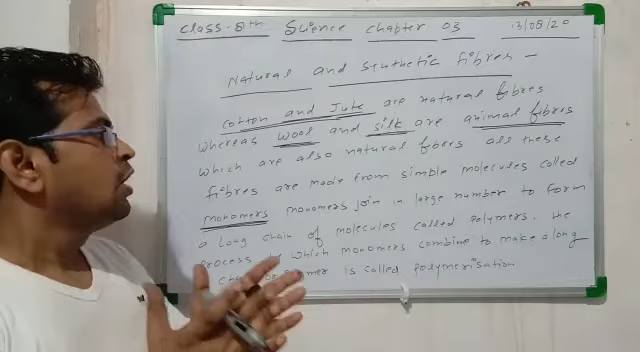 Class-8th Science Chapter 03 13/08/20
Natural and synthetic fibres -
Cotton and Jute are natural fibres
whereas wool and silk are animal fibres
which are also natural fibres all these
fibres are made from simple molecules called
monomers monomers join in large number to form
a long chain of molecules called polymers. The
process which monomers combine to make a long
is called polymerisation